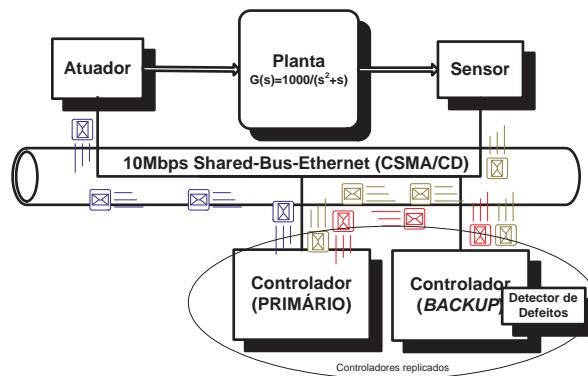 Atuador
Planta
G(s)=1000/(s²+s)
Sensor
10Mbps Shared-Bus-Ethernet (CSMA/CD)
Controlador
(PRIMÁRIO)
Controlador
(BACKUP)
Detector de
Defeitos
Controladores replicados